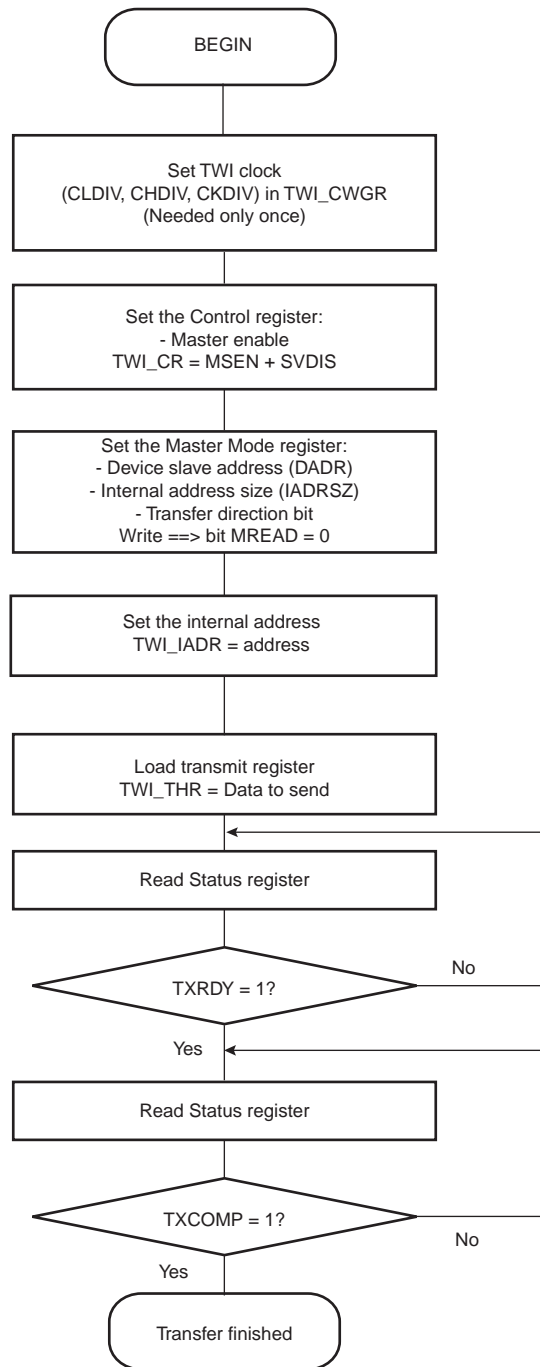 BEGIN
Set TWI clock
(CLDIV, CHDIV, CKDIV) in TWI_CWGR
(Needed only once)
Set the Control register:
- Master enable
TWI_CR = MSEN + SVDIS
Set the Master Mode register:
- Device slave address (DADR)
- Internal address size (IADRSZ)
- Transfer direction bit
Write ==> bit MREAD = 0
Set the internal address
TWI_IADR = address
Load transmit register
TWI_THR = Data to send
Read Status register
TXRDY = 1?
No
Yes
Read Status register
TXCOMP = 1?
No
Yes
Transfer finished